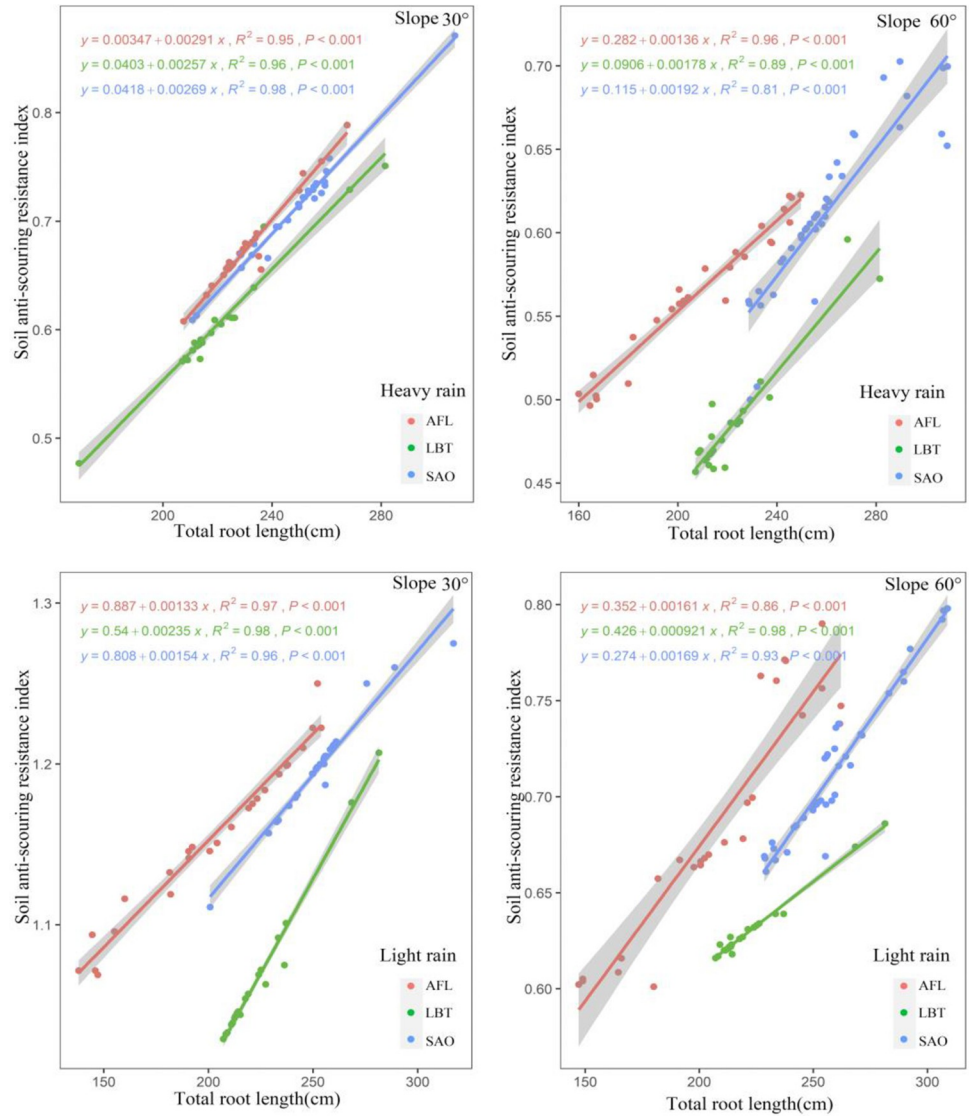 Slope 30°
y = 0.00347 + 0.00291 x , R² = 0.95 , P < 0.001
y = 0.0403 + 0.00257 x , R² = 0.96 , P < 0.001
y = 0.0418 + 0.00269 x , R² = 0.98 , P < 0.001
Soil anti-scouring resistance index
0.8
0.7
0.6
0.5
Heavy rain
AFL
LBT
SAO
200 240 280
Total root length(cm)
Slope 60°
y = 0.282 + 0.00136 x , R² = 0.96 , P < 0.001
y = 0.0906 + 0.00178 x , R² = 0.89 , P < 0.001
y = 0.115 + 0.00192 x , R² = 0.81 , P < 0.001
Soil anti-scouring resistance index
0.70
0.65
0.60
0.55
0.50
0.45
Heavy rain
AFL
LBT
SAO
160 200 240 280
Total root length(cm)
Slope 30°
y = 0.887 + 0.00133 x , R² = 0.97 , P < 0.001
y = 0.54 + 0.00235 x , R² = 0.98 , P < 0.001
y = 0.808 + 0.00154 x , R² = 0.96 , P < 0.001
Soil anti-scouring resistance index
1.3
1.2
1.1
Light rain
AFL
LBT
SAO
150 200 250 300
Total root length(cm)
Slope 60°
y = 0.352 + 0.00161 x , R² = 0.86 , P < 0.001
y = 0.426 + 0.000921 x , R² = 0.98 , P < 0.001
y = 0.274 + 0.00169 x , R² = 0.93 , P < 0.001
Soil anti-scouring resistance index
0.80
0.75
0.70
0.65
0.60
Light rain
AFL
LBT
SAO
150 200 250 300
Total root length(cm)